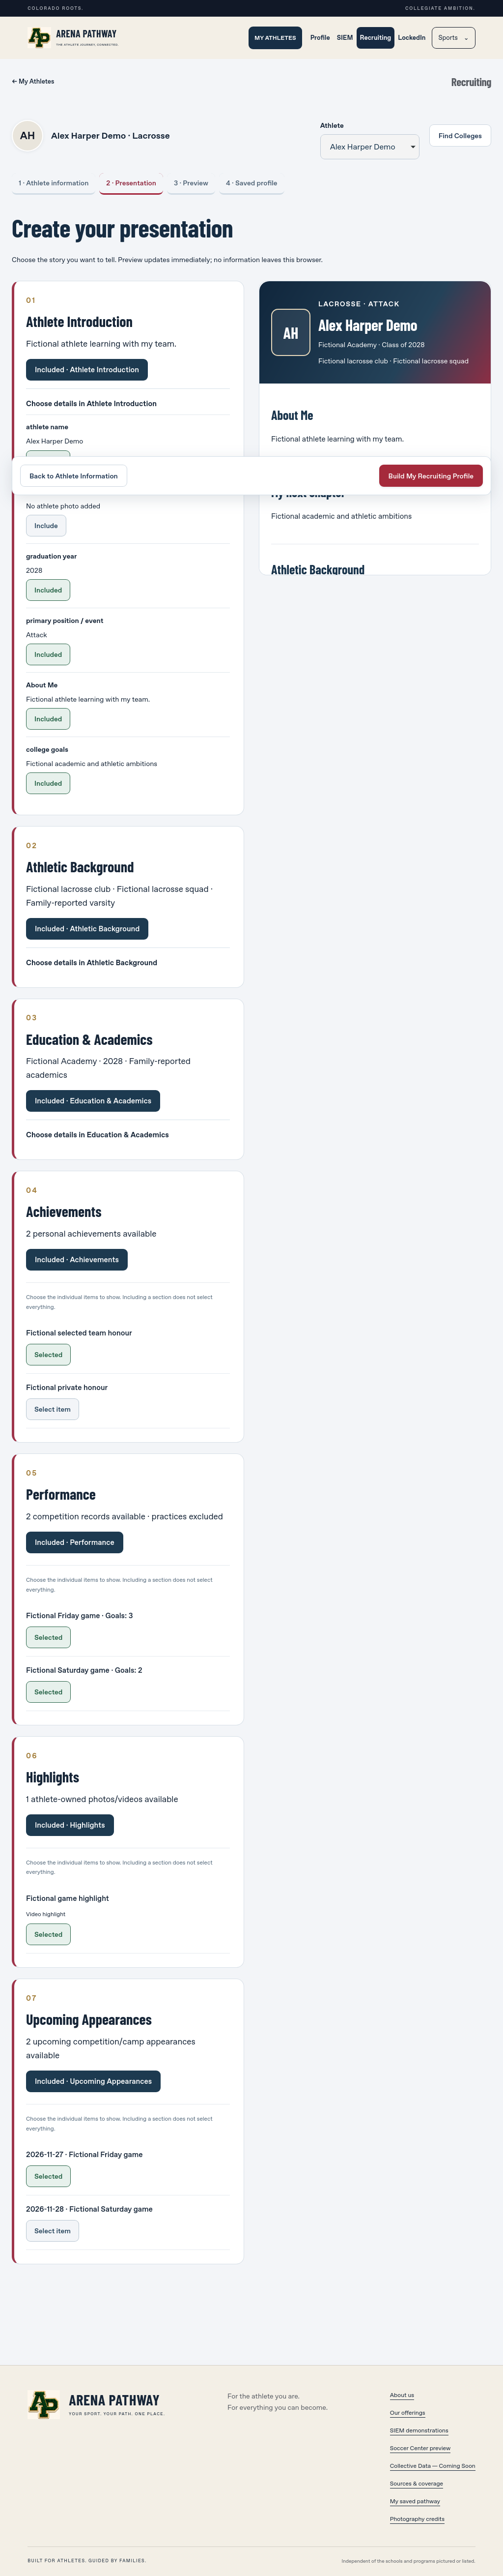 COLORADO ROOTS.
COLLEGIATE AMBITION.
AP
ARENA PATHWAY
THE ATHLETE JOURNEY, CONNECTED.
MY ATHLETES
Profile
SIEM
Recruiting
LockedIn
Sports
← My Athletes
Recruiting
AH
Alex Harper Demo · Lacrosse
Athlete
Alex Harper Demo
Find Colleges
1 · Athlete information
2 · Presentation
3 · Preview
4 · Saved profile
Create your presentation
Choose the story you want to tell. Preview updates immediately; no information leaves this browser.
01
Athlete Introduction
Fictional athlete learning with my team.
Included · Athlete Introduction
Choose details in Athlete Introduction
athlete name
Alex Harper Demo
LACROSSE · ATTACK
AH
Alex Harper Demo
Fictional Academy · Class of 2028
Fictional lacrosse club · Fictional lacrosse squad
About Me
Fictional athlete learning with my team.
Back to Athlete Information
Build My Recruiting Profile
My next chapter
Fictional academic and athletic ambitions
Athletic Background
No athlete photo added
Include
graduation year
2028
Included
primary position / event
Attack
Included
About Me
Fictional athlete learning with my team.
Included
college goals
Fictional academic and athletic ambitions
Included
02
Athletic Background
Fictional lacrosse club · Fictional lacrosse squad ·
Family-reported varsity
Included · Athletic Background
Choose details in Athletic Background
03
Education & Academics
Fictional Academy · 2028 · Family-reported
academics
Included · Education & Academics
Choose details in Education & Academics
04
Achievements
2 personal achievements available
Included · Achievements
Choose the individual items to show. Including a section does not select
everything.
Fictional selected team honour
Selected
Fictional private honour
Select item
05
Performance
2 competition records available · practices excluded
Included · Performance
Choose the individual items to show. Including a section does not select
everything.
Fictional Friday game · Goals: 3
Selected
Fictional Saturday game · Goals: 2
Selected
06
Highlights
1 athlete-owned photos/videos available
Included · Highlights
Choose the individual items to show. Including a section does not select
everything.
Fictional game highlight
Video highlight
Selected
07
Upcoming Appearances
2 upcoming competition/camp appearances
available
Included · Upcoming Appearances
Choose the individual items to show. Including a section does not select
everything.
2026-11-27 · Fictional Friday game
Selected
2026-11-28 · Fictional Saturday game
Select item
AP
ARENA PATHWAY
YOUR SPORT. YOUR PATH. ONE PLACE.
For the athlete you are.
For everything you can become.
About us
Our offerings
SIEM demonstrations
Soccer Center preview
Collective Data — Coming Soon
Sources & coverage
My saved pathway
Photography credits
BUILT FOR ATHLETES. GUIDED BY FAMILIES.
Independent of the schools and programs pictured or listed.